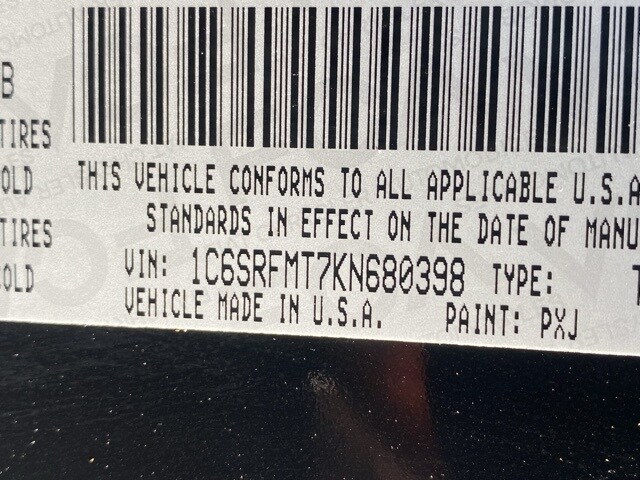 B
TIRES
OLD
THIS VEHICLE CONFORMS TO ALL APPLICABLE U.S.A
TIRES
STANDARDS IN EFFECT ON THE DATE OF MANU
COLD
VIN: 1C6SRFMT7KN680398 TYPE: T
VEHICLE MADE IN U.S.A. PAINT: PXJ